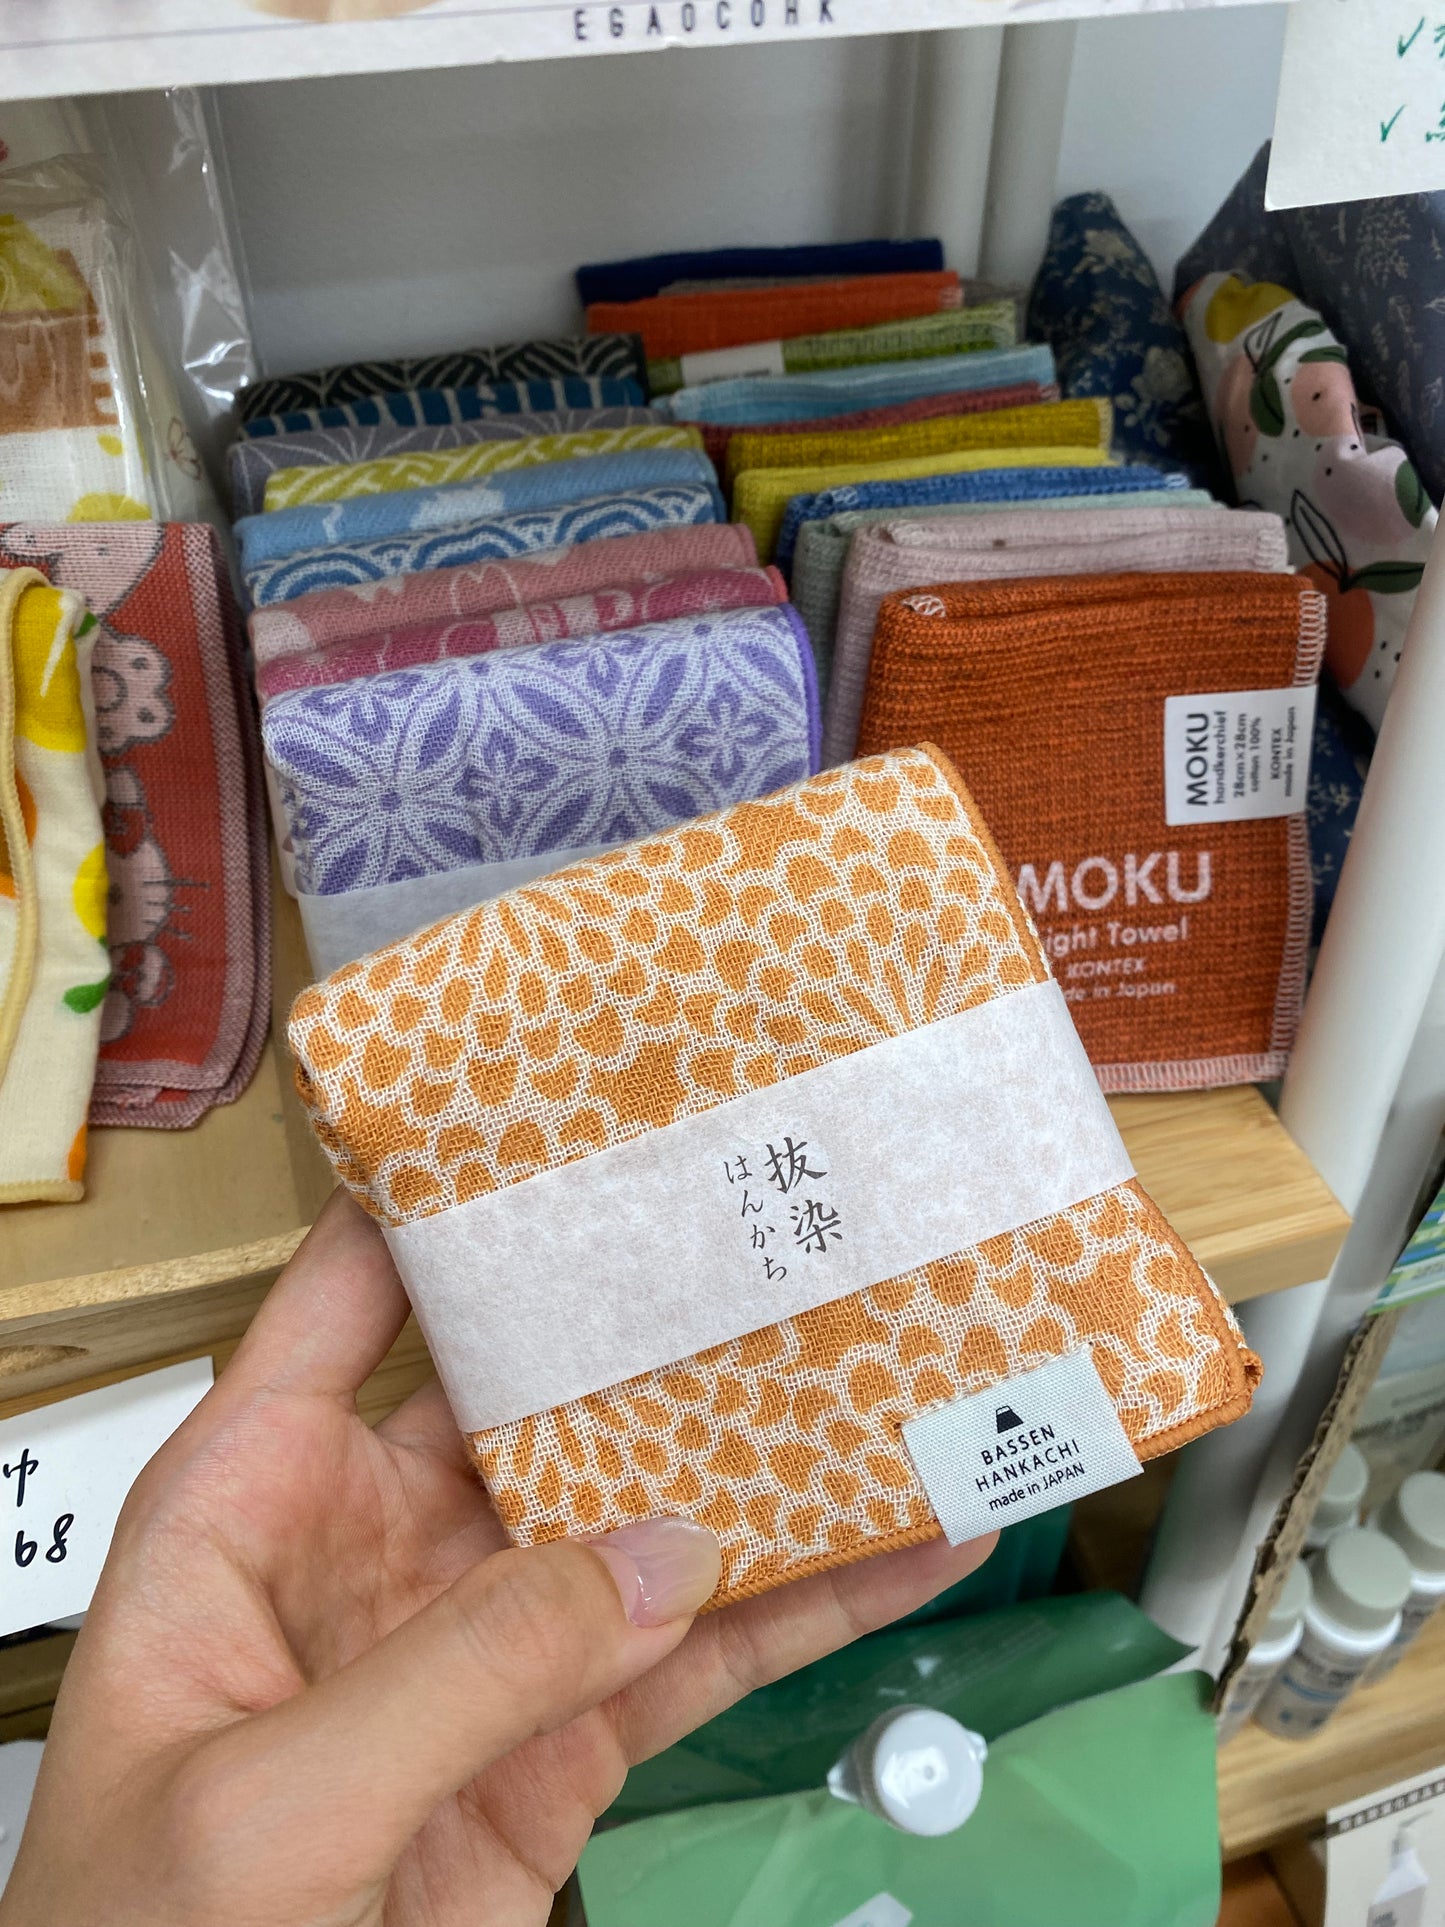 EGAOCOHK
MOKU
handkerchief
28cm×28cm
cotton 100%
KONTEX
made in Japan
MOKU
ight Towel
KONTEX
de in Japan
抜染
はんかち
BASSEN
HANKACHI
made in JAPAN
巾
68